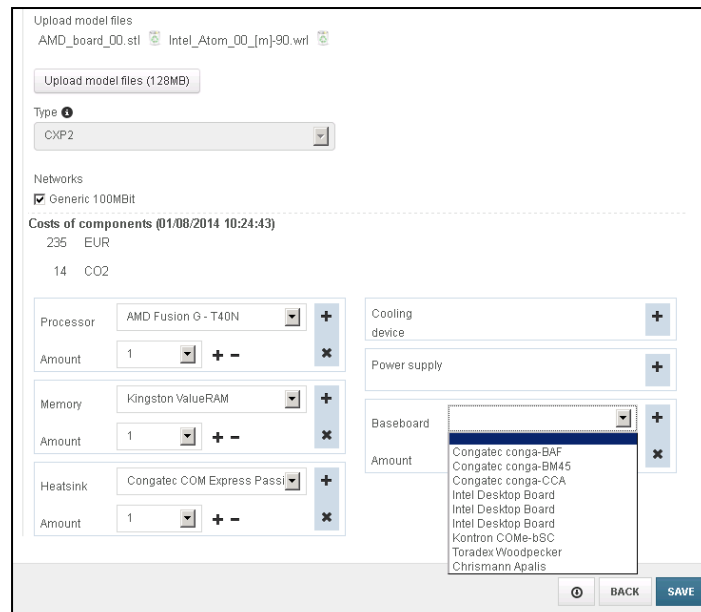 Upload model files
AMD_board_00.stl Intel_Atom_00_[m]-90.wrl
Upload model files (128MB)
Type
CXP2
Networks
Generic 100MBit
Costs of components (01/08/2014 10:24:43)
235 EUR
14 CO2
Processor AMD Fusion G - T40N
Amount 1
Memory Kingston ValueRAM
Amount 1
Heatsink Congatec COM Express Passi
Amount 1
Cooling
device
Power supply
Baseboard
Amount
Congatec conga-BAF
Congatec conga-BM45
Congatec conga-CCA
Intel Desktop Board
Intel Desktop Board
Intel Desktop Board
Kontron COMe-bSC
Toradex Woodpecker
Chrismann Apalis
BACK
SAVE